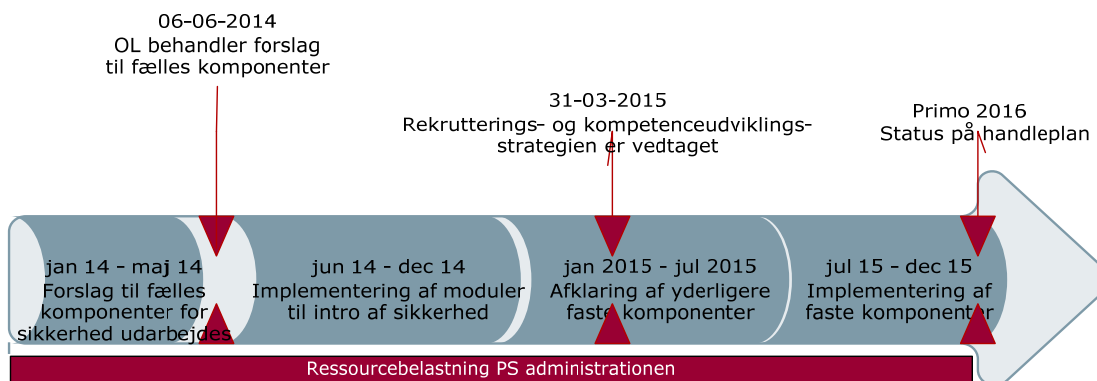 06-06-2014
OL behandler forslag
til fælles komponenter
31-03-2015
Rekrutterings- og kompetenceudviklings-
strategien er vedtaget
Primo 2016
Status på handleplan
jan 14 - maj 14
Forslag til fælles
komponenter for
sikkerhed udarbejdes
jun 14 - dec 14
Implementering af moduler
til intro af sikkerhed
jan 2015 - jul 2015
Afklaring af yderligere
faste komponenter
jul 15 - dec 15
Implementering af
faste komponenter
Ressourcebelastning PS administrationen